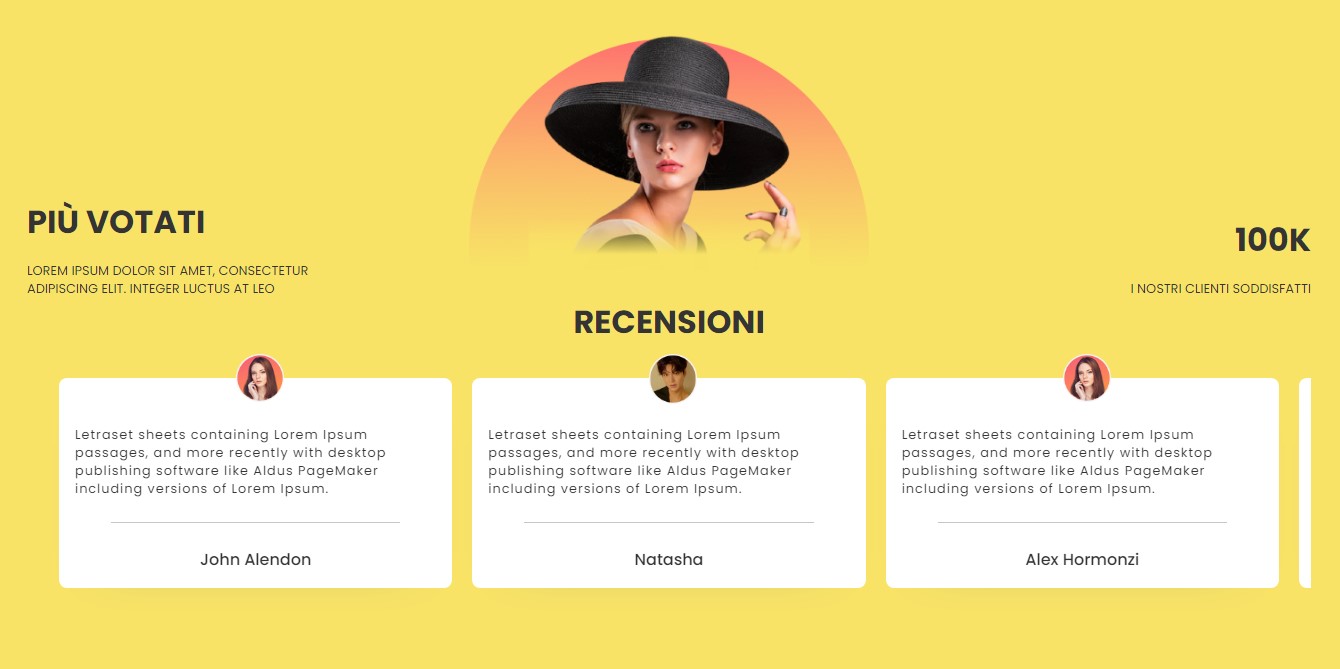 PIÙ VOTATI
LOREM IPSUM DOLOR SIT AMET, CONSECTETUR
ADIPISCING ELIT. INTEGER LUCTUS AT LEO
100K
I NOSTRI CLIENTI SODDISFATTI
RECENSIONI
Letraset sheets containing Lorem Ipsum
passages, and more recently with desktop
publishing software like Aldus PageMaker
including versions of Lorem Ipsum.
John Alendon
Letraset sheets containing Lorem Ipsum
passages, and more recently with desktop
publishing software like Aldus PageMaker
including versions of Lorem Ipsum.
Natasha
Letraset sheets containing Lorem Ipsum
passages, and more recently with desktop
publishing software like Aldus PageMaker
including versions of Lorem Ipsum.
Alex Hormonzi